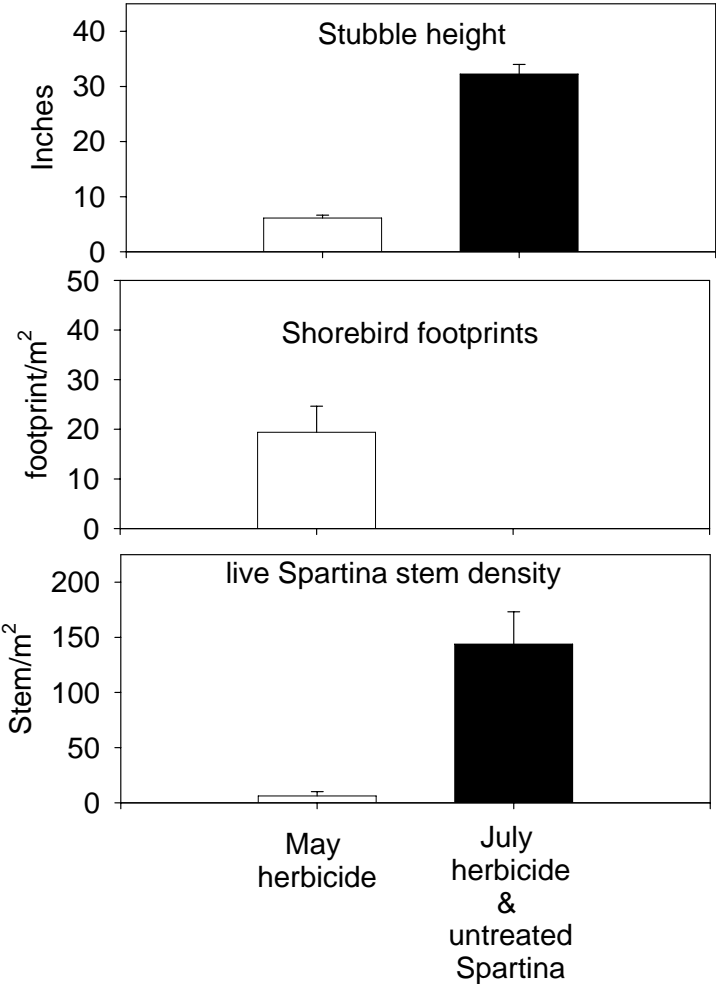 Stubble height
Inches
40
30
20
10
0
Shorebird footprints
footprint/m²
50
40
30
20
10
0
live Spartina stem density
Stem/m²
200
150
100
50
0
May
herbicide
July
herbicide
&
untreated
Spartina